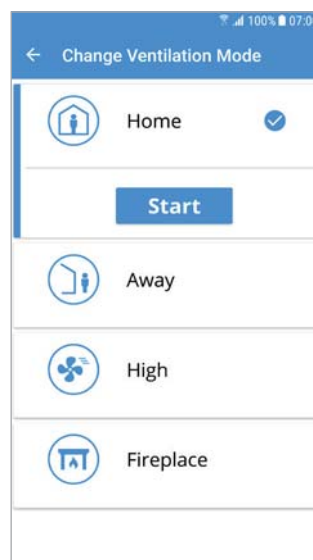 100% 07:0
Change Ventilation Mode
Home
Start
Away
High
Fireplace